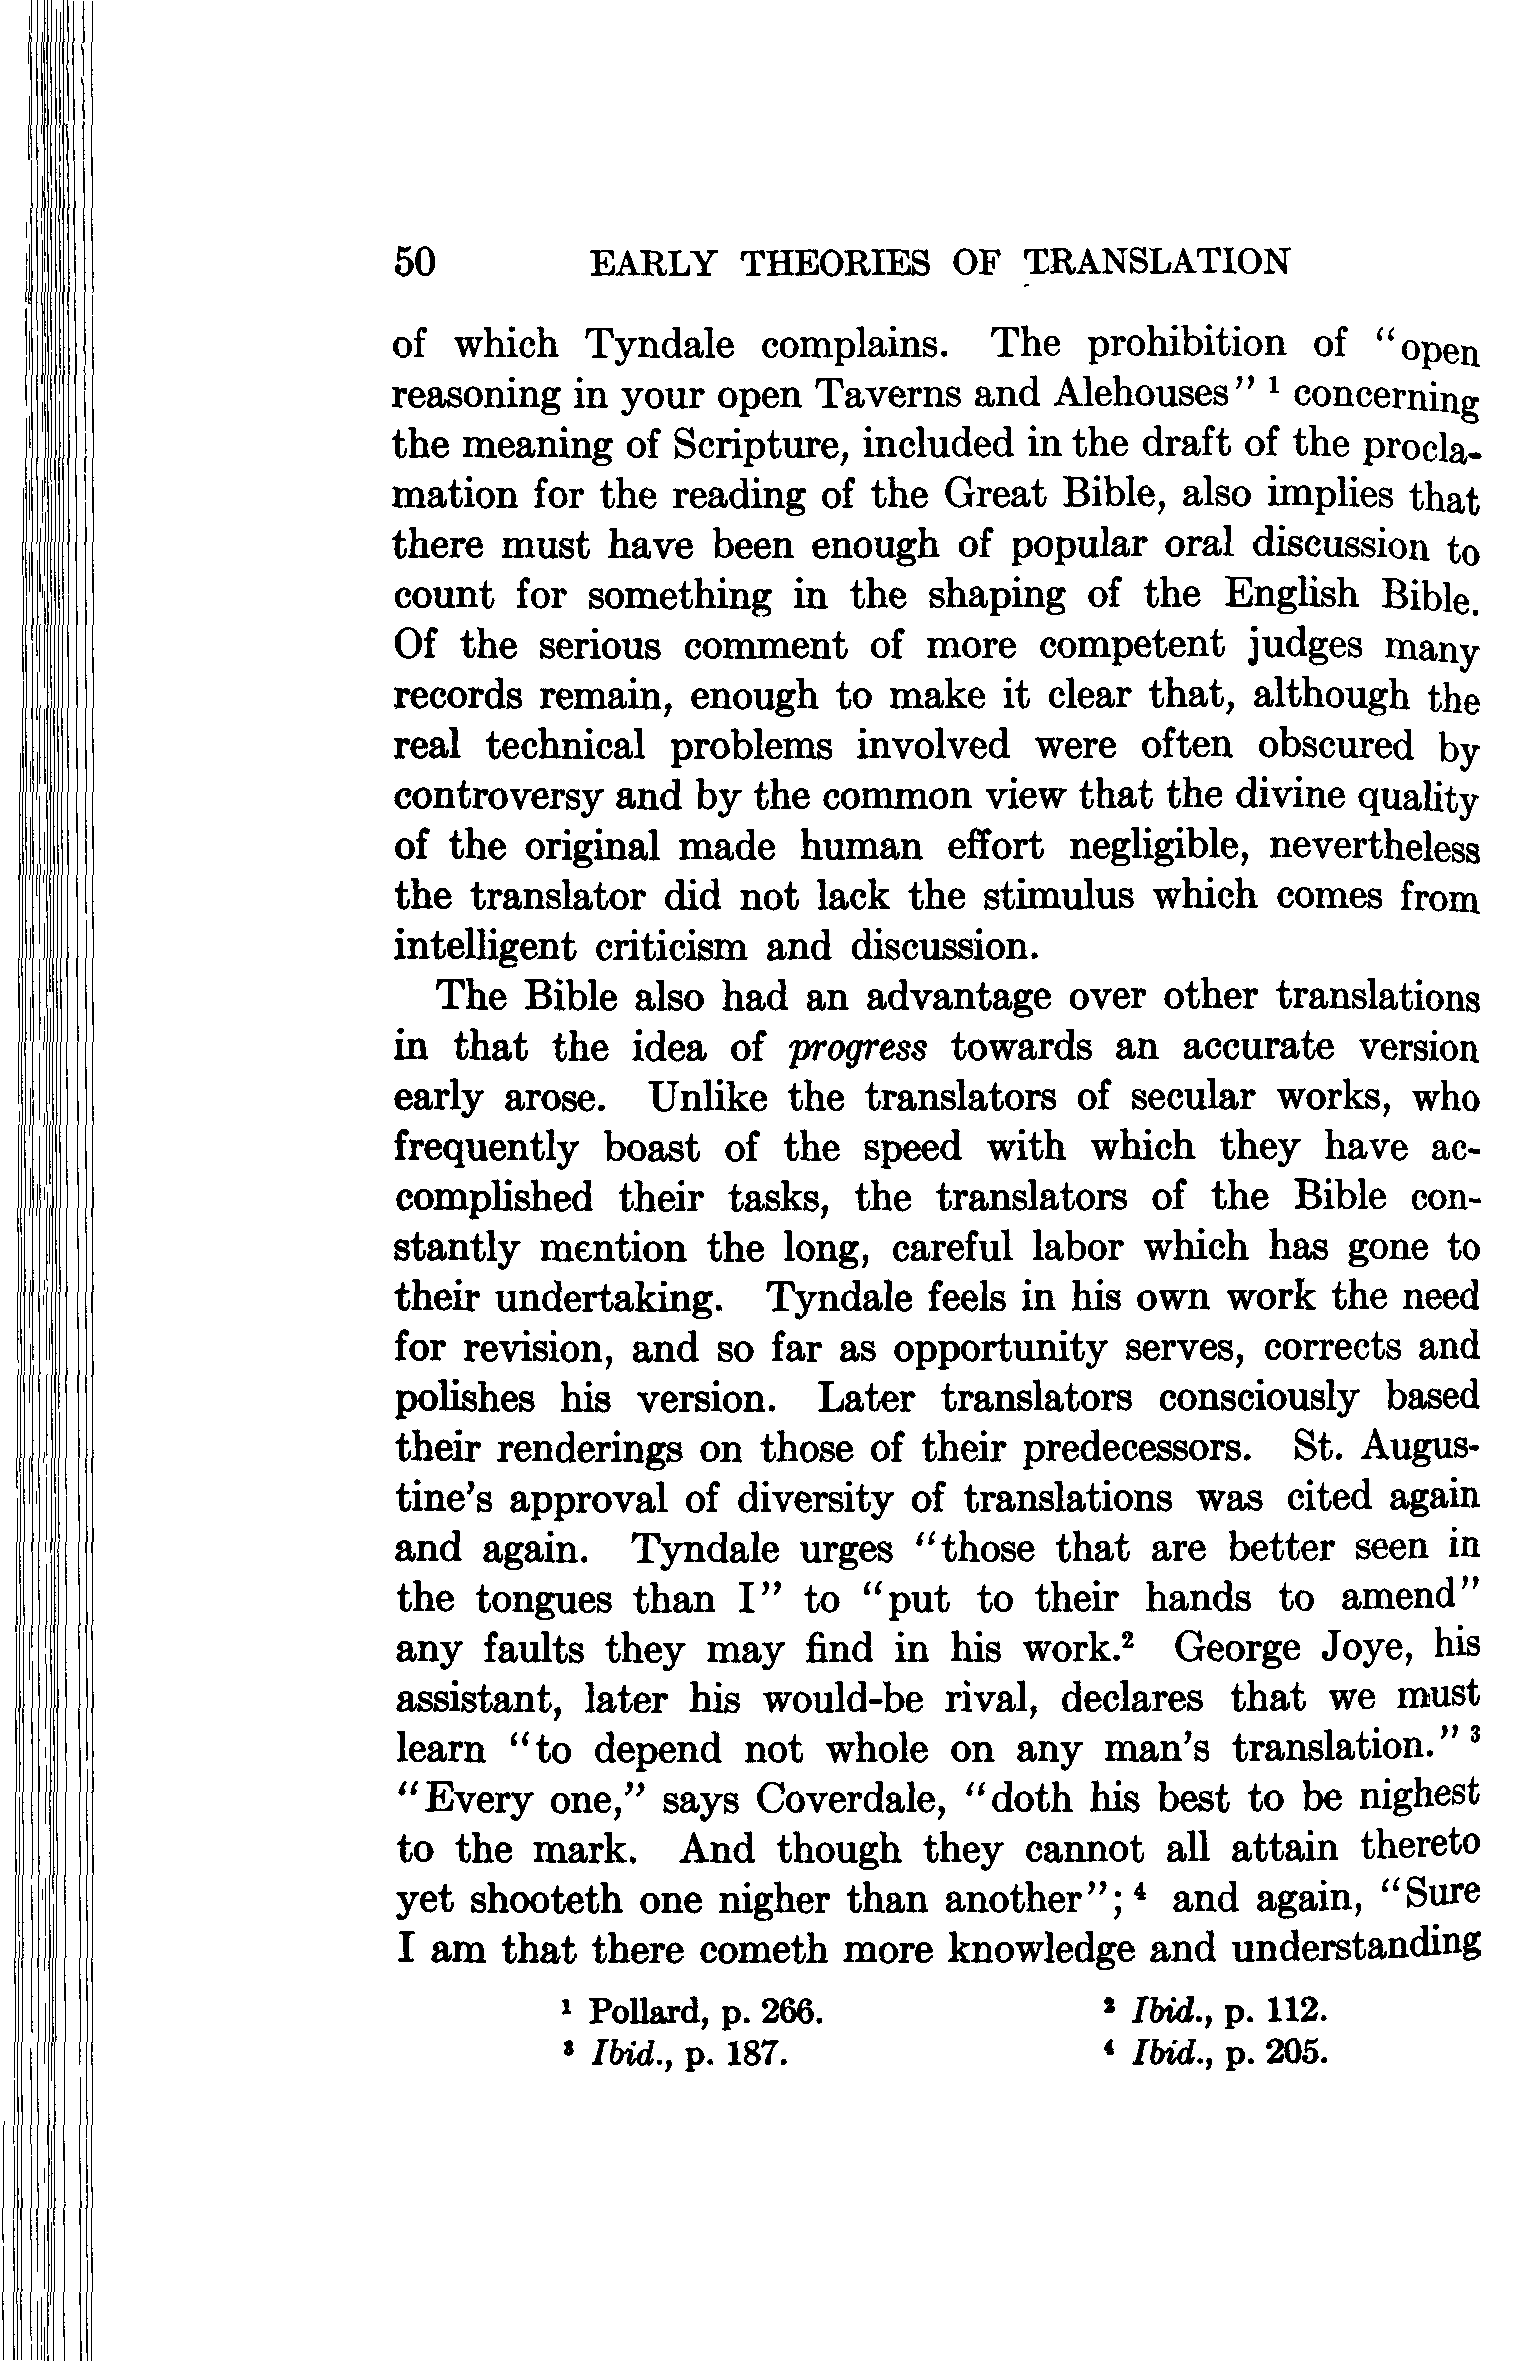 50 EARLY THEORIES OF TRANSLATION
of which Tyndale complains. The prohibition of “open
reasoning in your open Taverns and Alehouses” ¹ concerning
the meaning of Scripture, included in the draft of the procla-
mation for the reading of the Great Bible, also implies that
there must have been enough of popular oral discussion to
count for something in the shaping of the English Bible.
Of the serious comment of more competent judges many
records remain, enough to make it clear that, although the
real technical problems involved were often obscured by
controversy and by the common view that the divine quality
of the original made human effort negligible, nevertheless
the translator did not lack the stimulus which comes from
intelligent criticism and discussion.
The Bible also had an advantage over other translations
in that the idea of progress towards an accurate version
early arose. Unlike the translators of secular works, who
frequently boast of the speed with which they have ac-
complished their tasks, the translators of the Bible con-
stantly mention the long, careful labor which has gone to
their undertaking. Tyndale feels in his own work the need
for revision, and so far as opportunity serves, corrects and
polishes his version. Later translators consciously based
their renderings on those of their predecessors. St. Augus-
tine’s approval of diversity of translations was cited again
and again. Tyndale urges “those that are better seen in
the tongues than I” to “put to their hands to amend”
any faults they may find in his work.² George Joye, his
assistant, later his would-be rival, declares that we must
learn “to depend not whole on any man’s translation.” ³
“Every one,” says Coverdale, “doth his best to be nighest
to the mark. And though they cannot all attain thereto
yet shooteth one nigher than another”; ⁴ and again, “Sure
I am that there cometh more knowledge and understanding
¹ Pollard, p. 266. ² Ibid., p. 112.
³ Ibid., p. 187. ⁴ Ibid., p. 205.